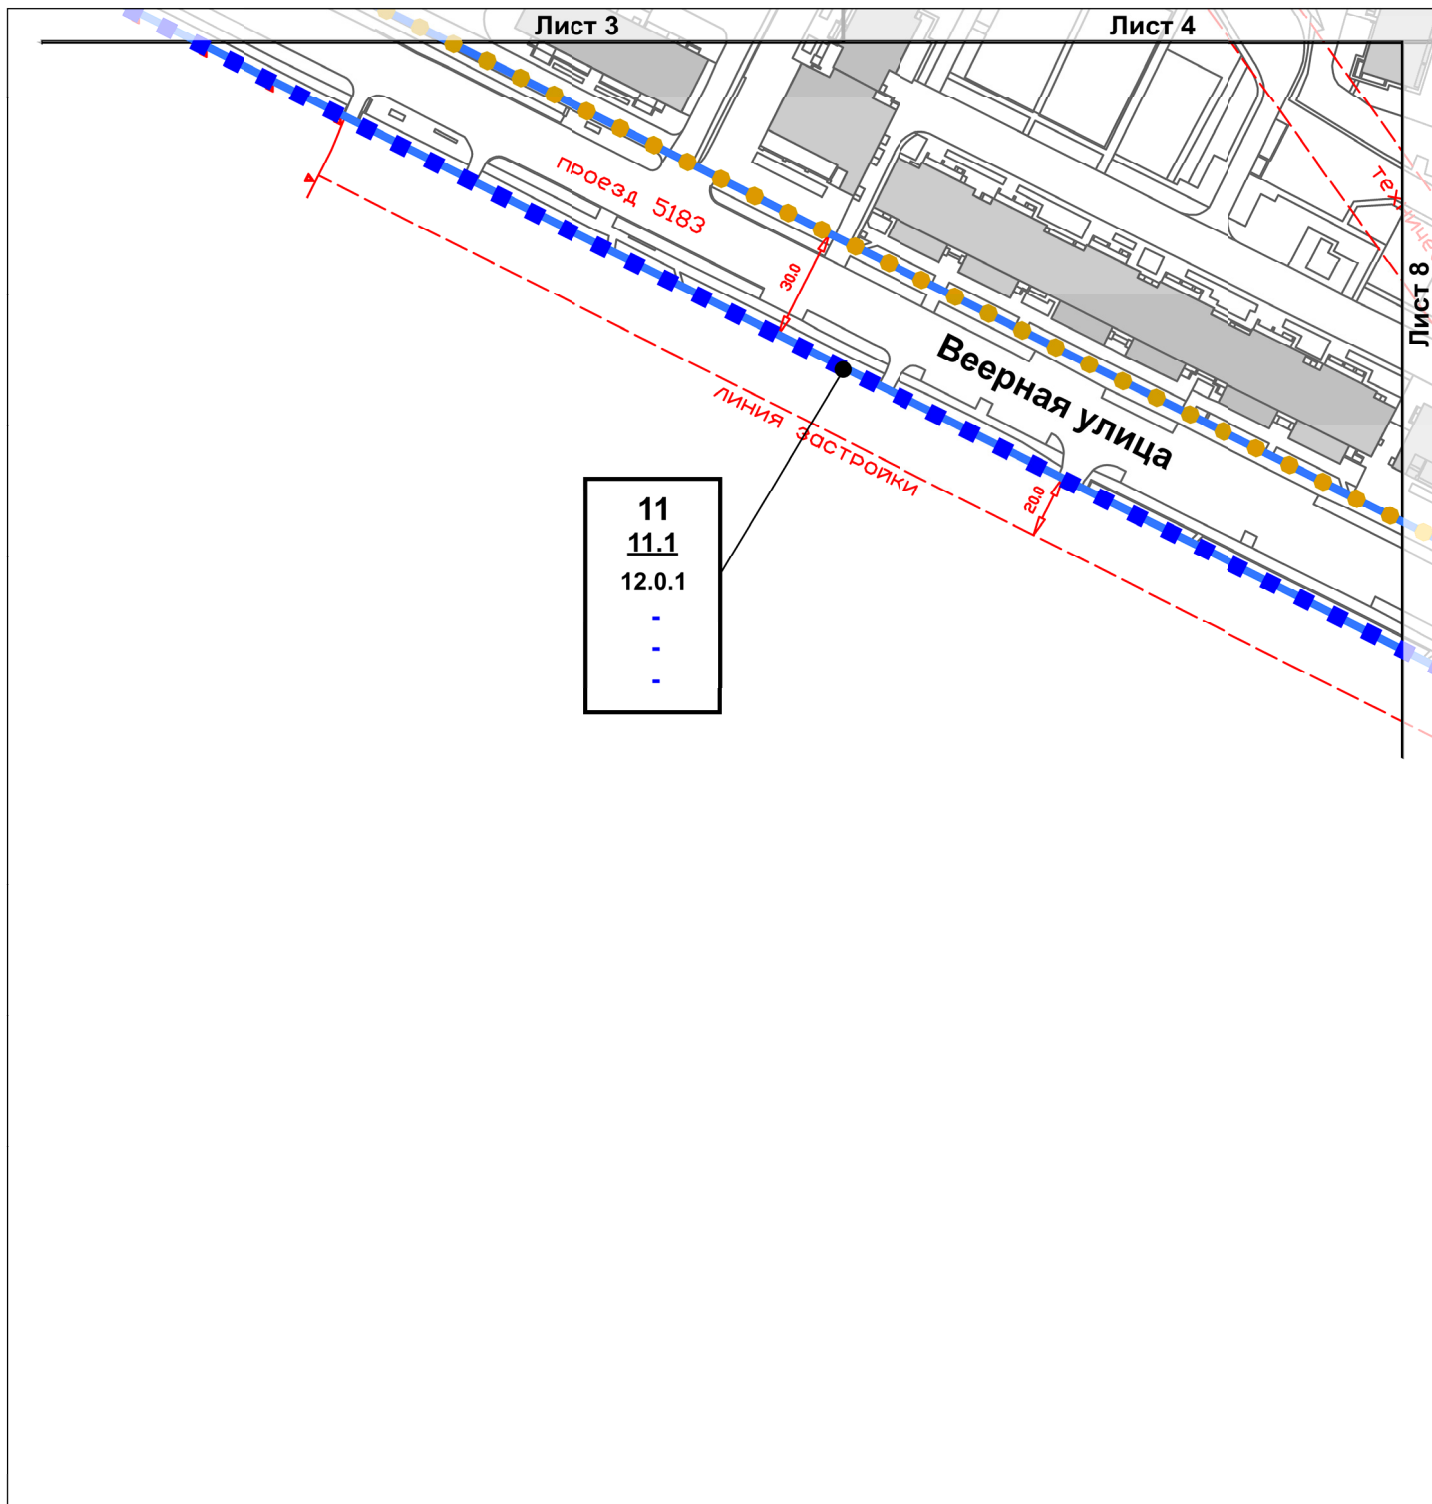 Лист 3
Лист 4
Лист 8
проезд 5183
30.0
Веерная улица
линия застройки
20.0
11
11.1
12.0.1
-
-
-